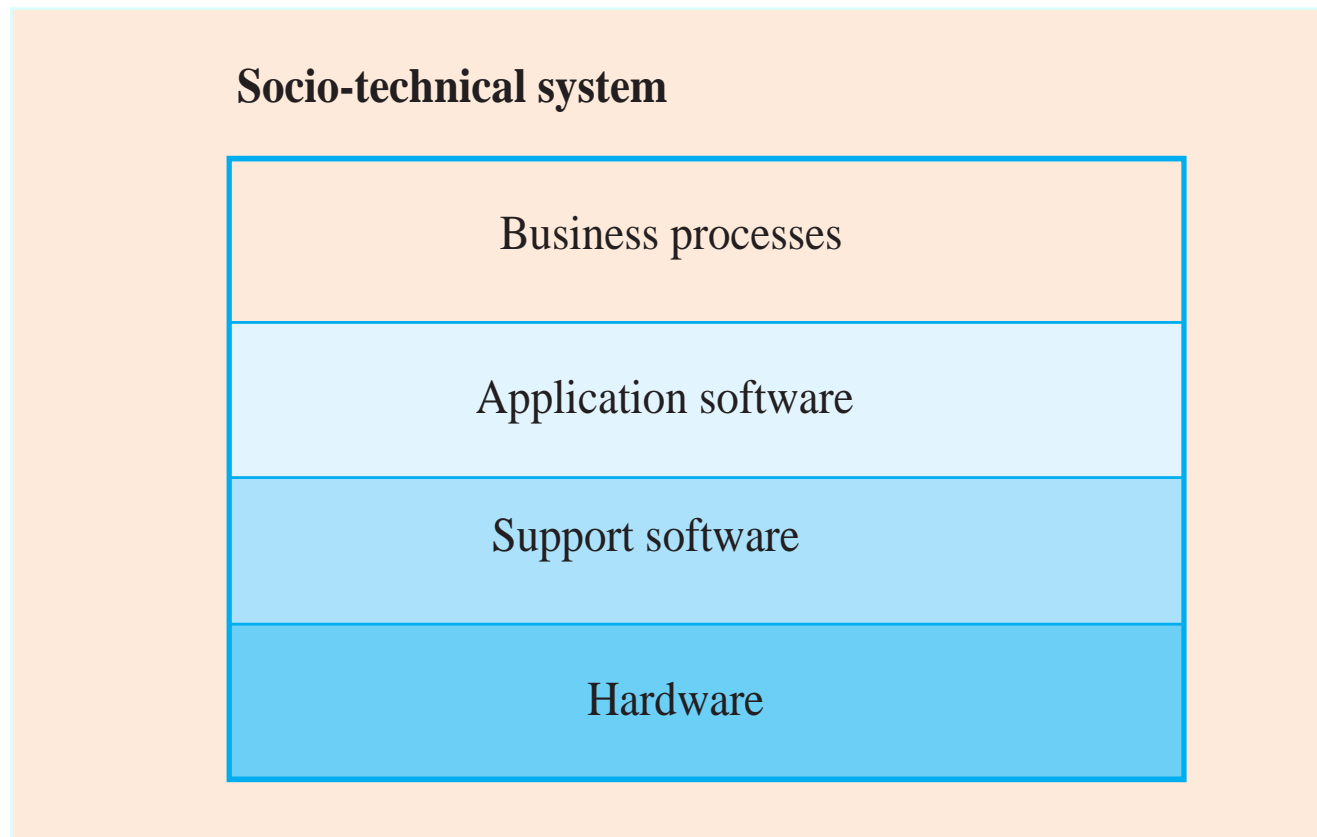 Socio-technical system
Business processes
Application software
Support software
Hardware